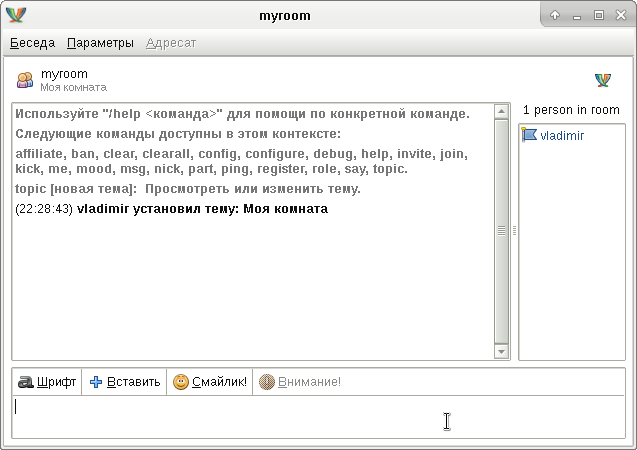 myroom
Беседа Параметры Адресат
myroom
Моя комната
1 person in room
Используйте "/help <команда>" для помощи по конкретной команде.
Следующие команды доступны в этом контексте:
affiliate, ban, clear, clearall, config, configure, debug, help, invite, join,
kick, me, mood, msg, nick, part, ping, register, role, say, topic.
topic [новая тема]:  Просмотреть или изменить тему.
(22:28:43) vladimir установил тему: Моя комната
vladimir
Шрифт Вставить Смайлик! Внимание!